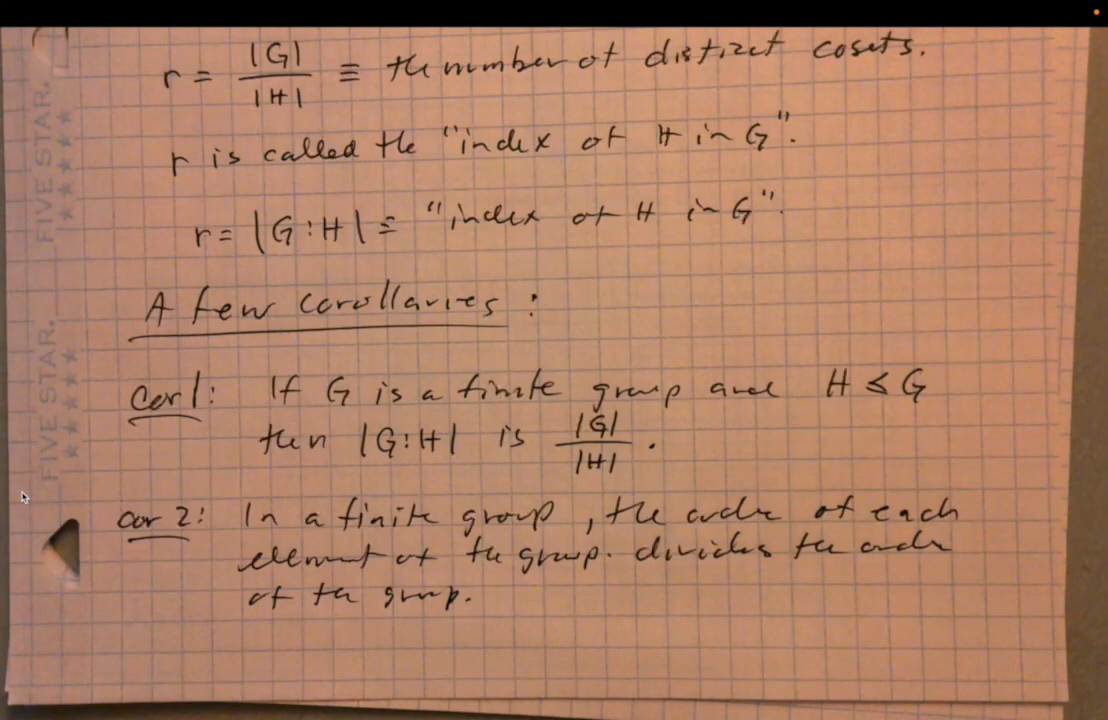 r = |G| / |H| ≡ the number of distinct cosets.
r is called the "index of H in G".
r = |G:H| ≡ "index of H in G".
A few corollaries:
Cor 1: If G is a finite group and H ≤ G
then |G:H| is |G| / |H|.
Cor 2: In a finite group, the order of each
element of the group. divides the order
of the group.
FIVE STAR.
FIVE STAR.